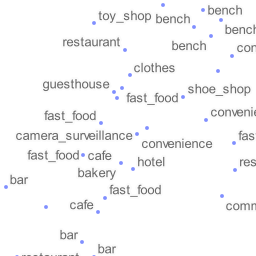 bench
toy_shop
bench
bench
restaurant
bench
con
clothes
guesthouse
fast_food
shoe_shop
fast_food
convenie
camera_surveillance
fas
convenience
fast_food
cafe
hotel
res
bakery
bar
fast_food
cafe
comm
bar
bar
restaurant